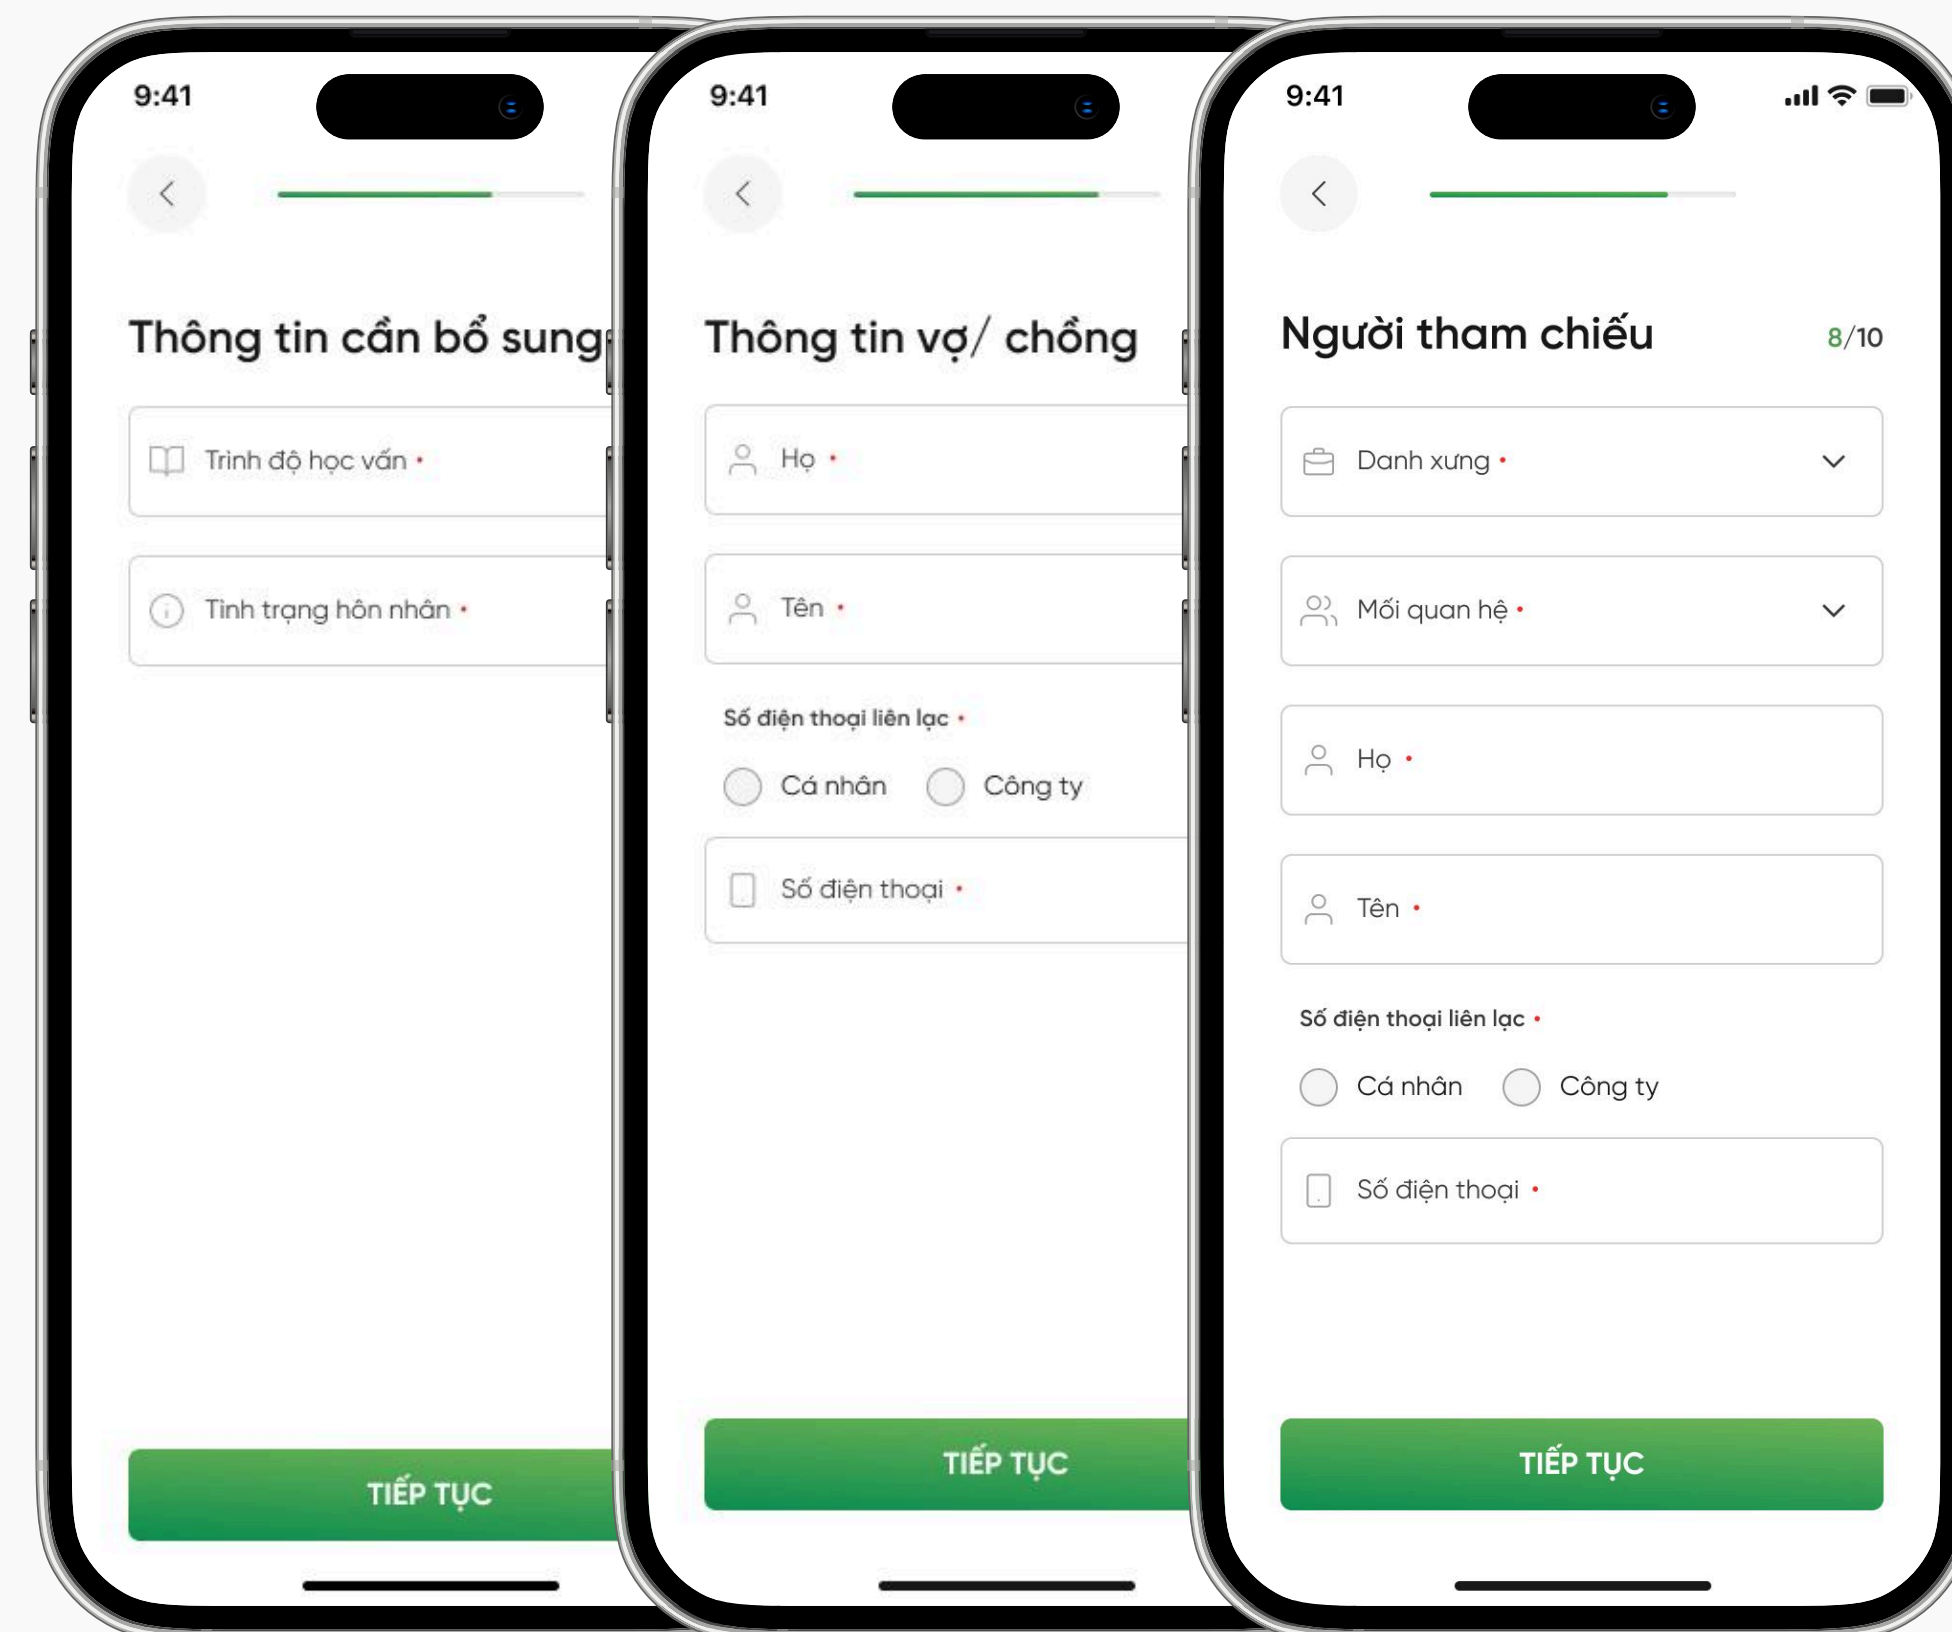 9:41
Thông tin cần bổ sung
Trình độ học vấn •
Tình trạng hôn nhân •
TIẾP TỤC
9:41
Thông tin vợ/ chồng
Họ •
Tên •
Số điện thoại liên lạc •
Cá nhân Công ty
Số điện thoại •
TIẾP TỤC
9:41
Người tham chiếu 8/10
Danh xưng •
Mối quan hệ •
Họ •
Tên •
Số điện thoại liên lạc •
Cá nhân Công ty
Số điện thoại •
TIẾP TỤC